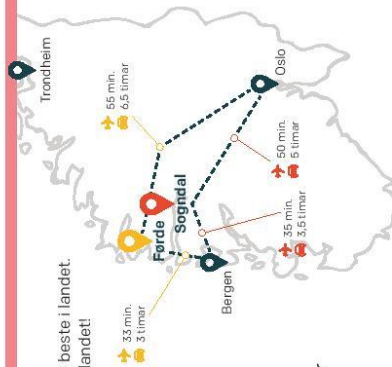 Trondheim
55 min.
6,5 timar
Oslo
50 min.
5 timar
Førde
Sogndal
35 min.
3,5 timar
Bergen
33 min.
3 timar
beste i landet.
landet!